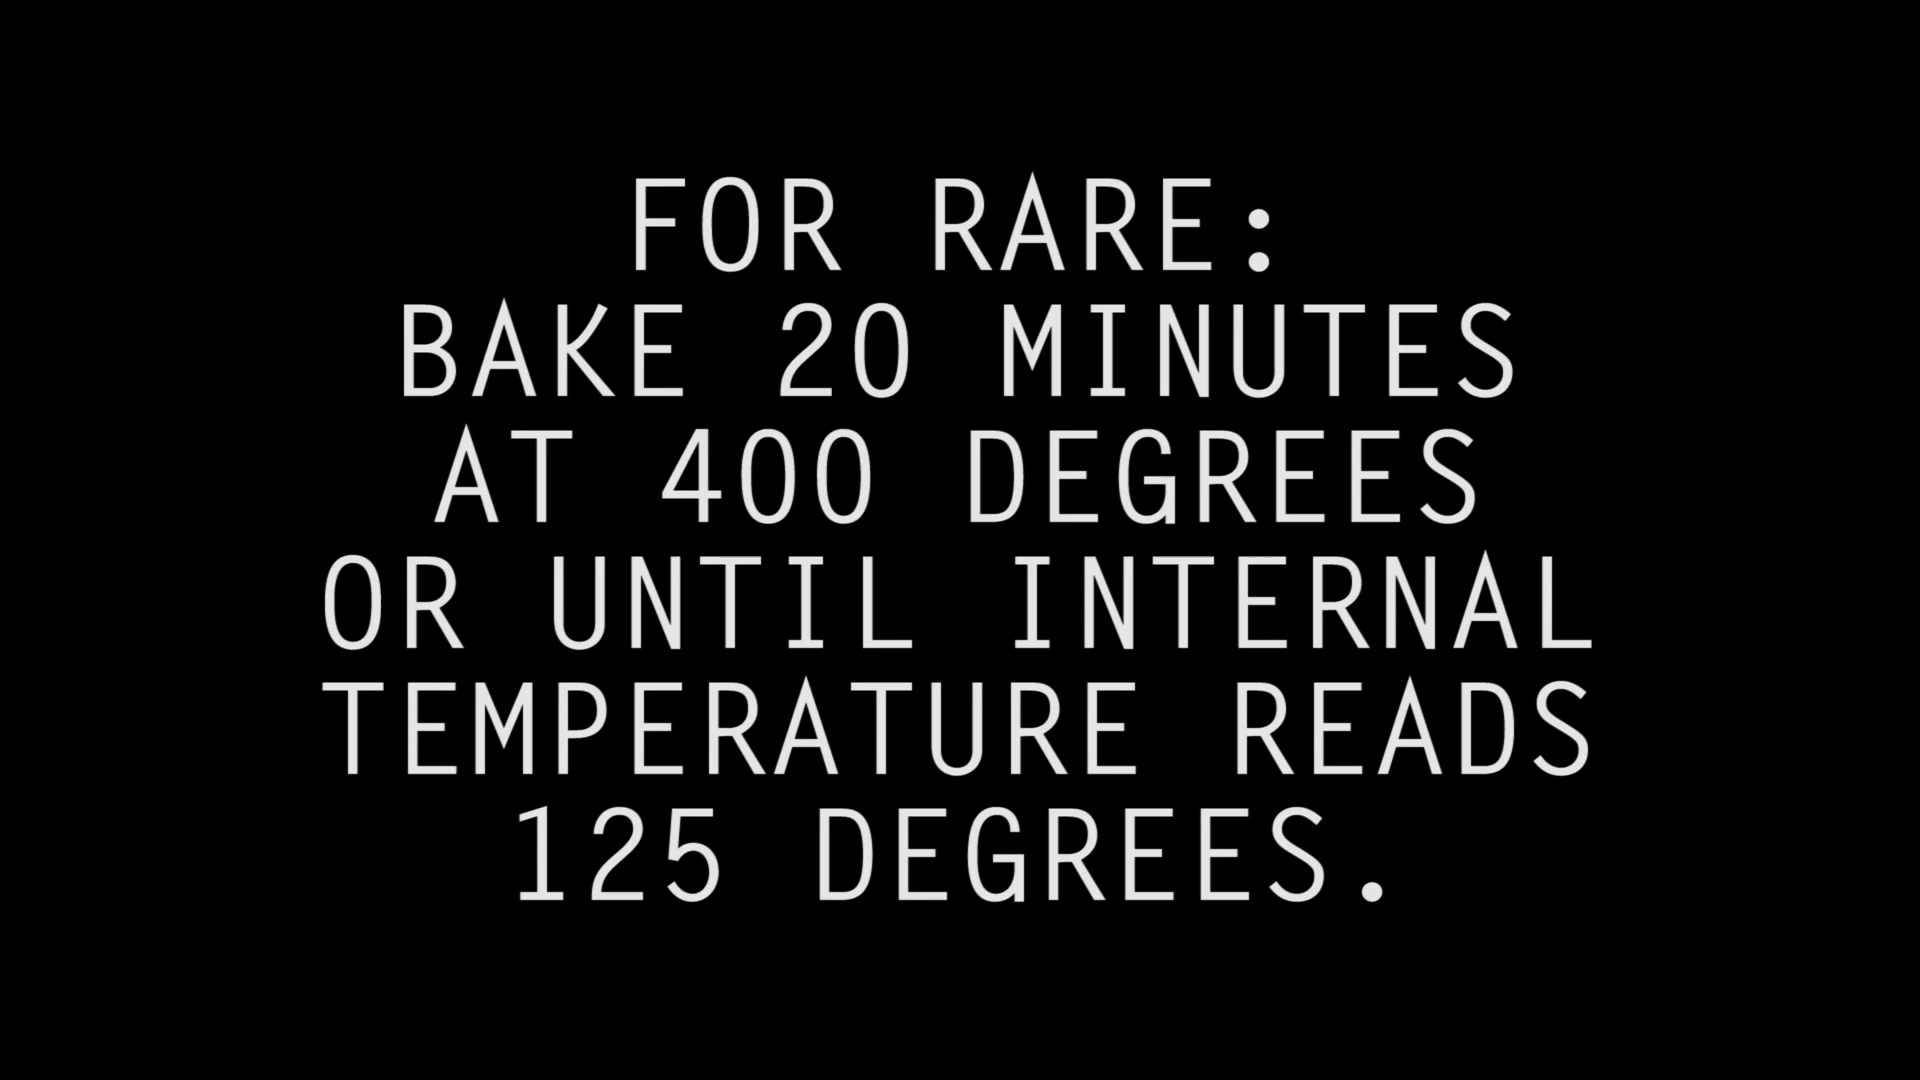 FOR RARE:
BAKE 20 MINUTES
AT 400 DEGREES
OR UNTIL INTERNAL
TEMPERATURE READS
125 DEGREES.